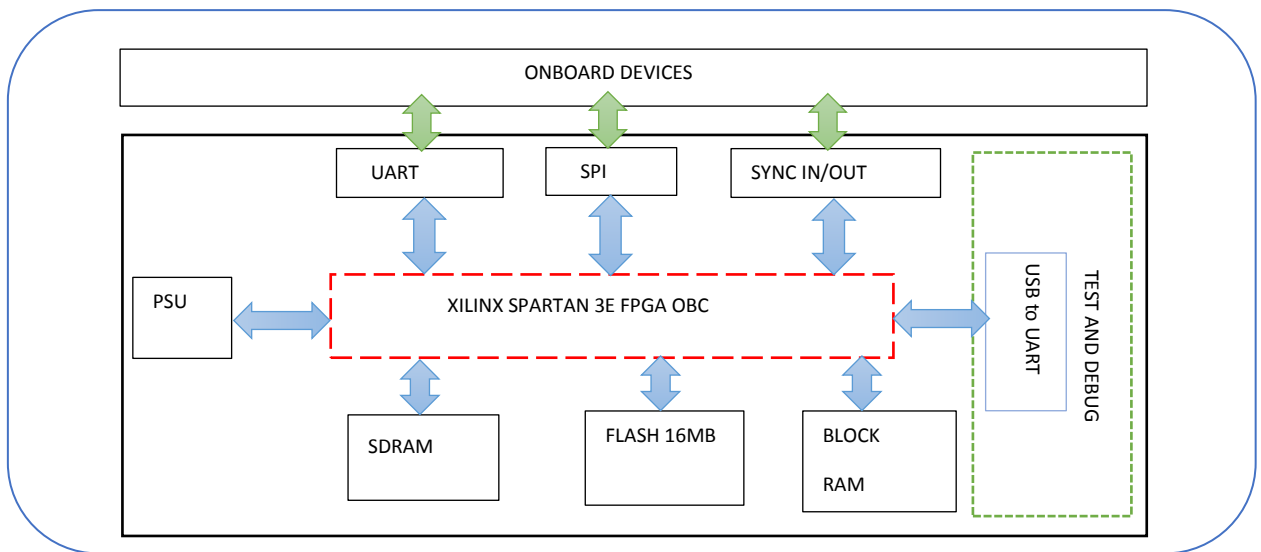 ONBOARD DEVICES
UART
SPI
SYNC IN/OUT
PSU
XILINX SPARTAN 3E FPGA OBC
USB to UART
TEST AND DEBUG
SDRAM
FLASH 16MB
BLOCK
RAM